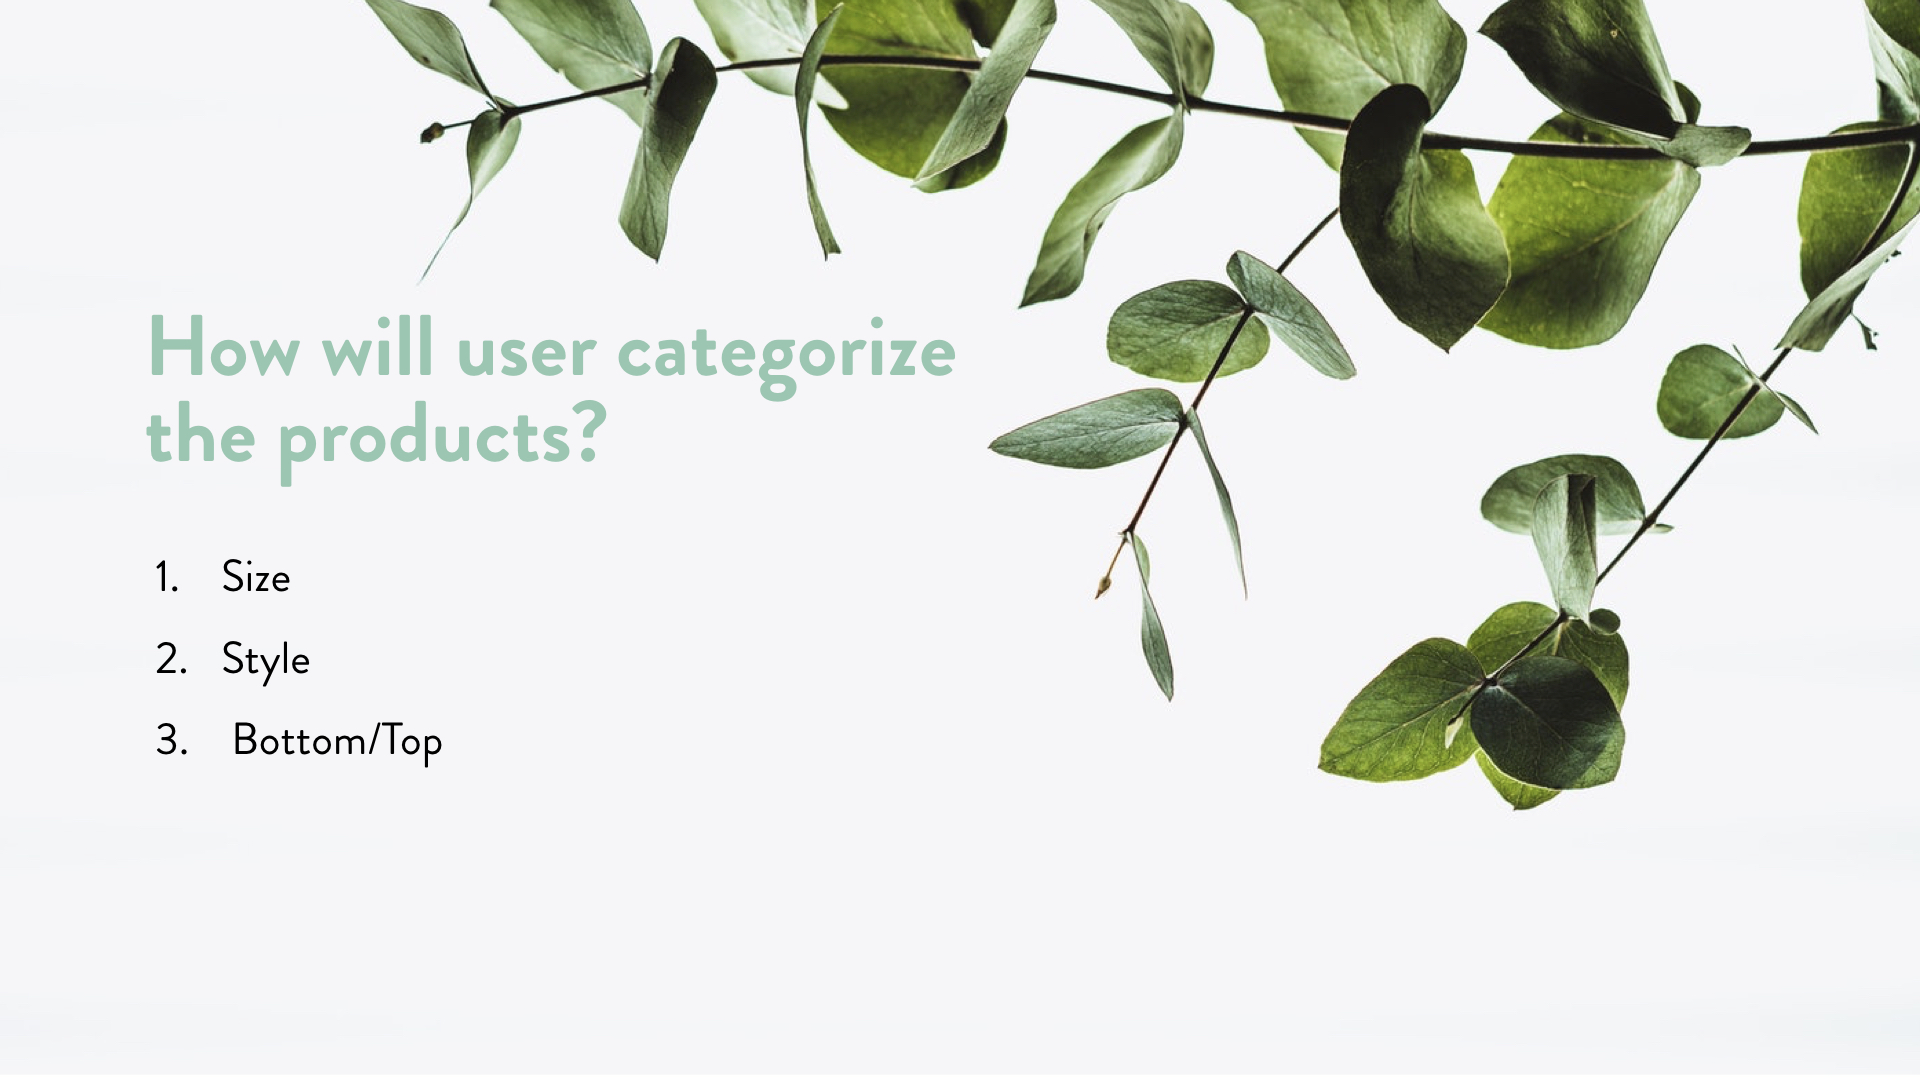 How will user categorize
the products?
1. Size
2. Style
3. Bottom/Top